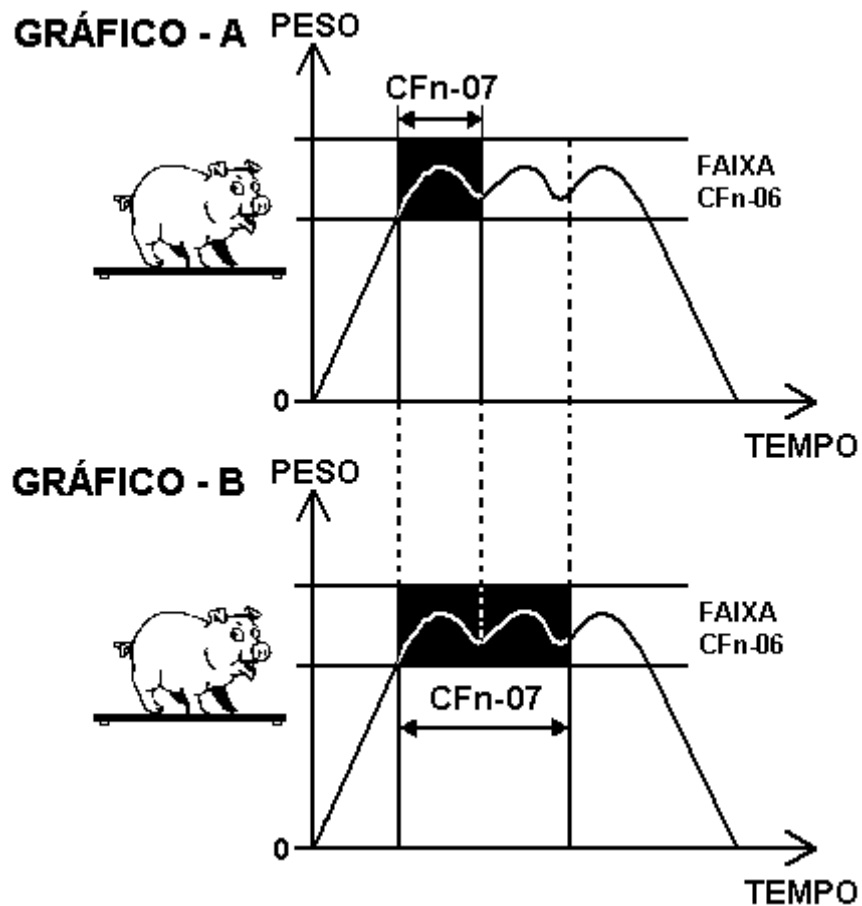 GRÁFICO - A
PESO
CFn-07
FAIXA
CFn-06
0
TEMPO
GRÁFICO - B
PESO
FAIXA
CFn-06
CFn-07
0
TEMPO